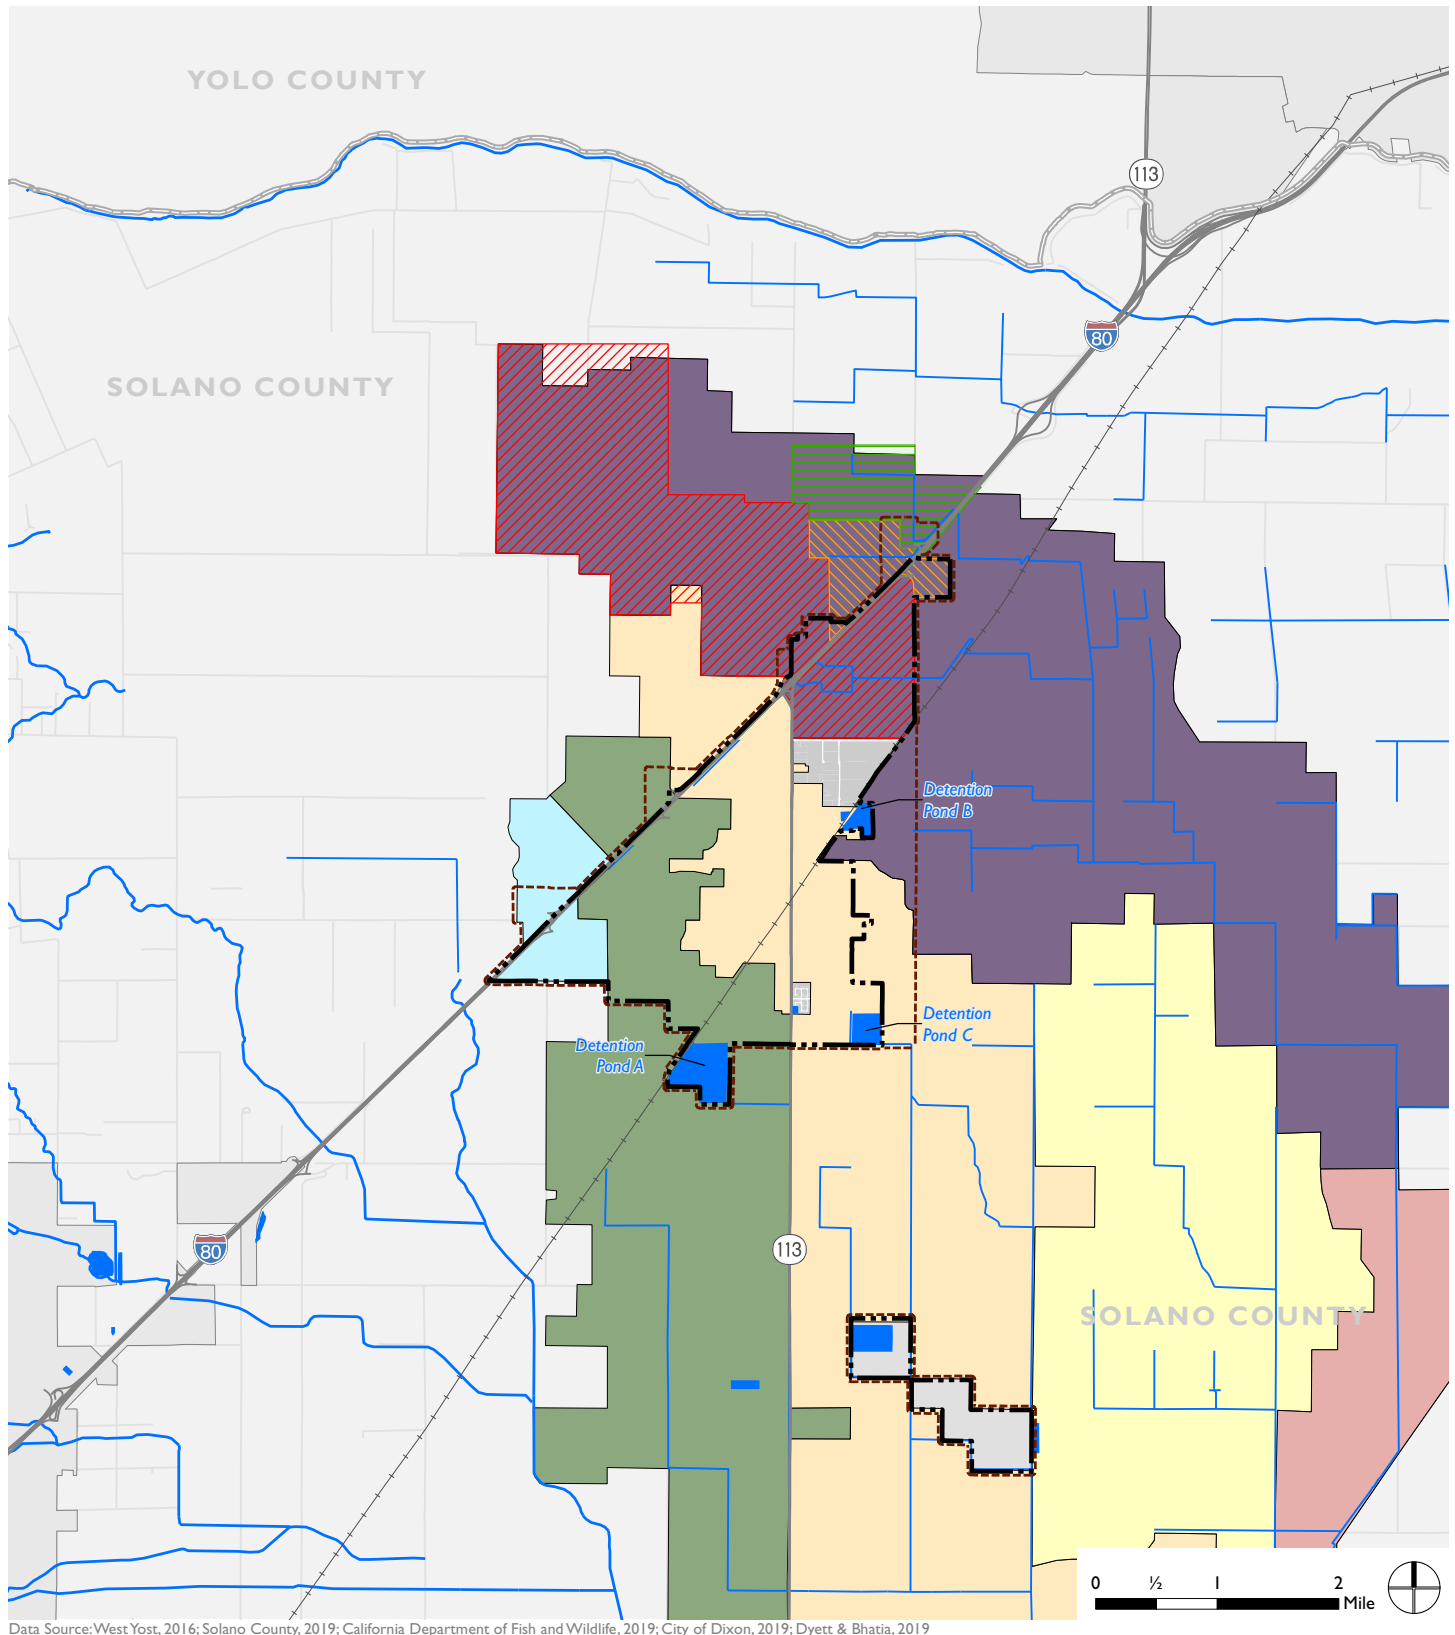 YOLO COUNTY
113
80
SOLANO COUNTY
Detention
Pond B
Detention
Pond C
Detention
Pond A
80
113
SOLANO COUNTY
0 ½ 1 2
Mile
Data Source: West Yost, 2016; Solano County, 2019; California Department of Fish and Wildlife, 2019; City of Dixon, 2019; Dyett & Bhatia, 2019